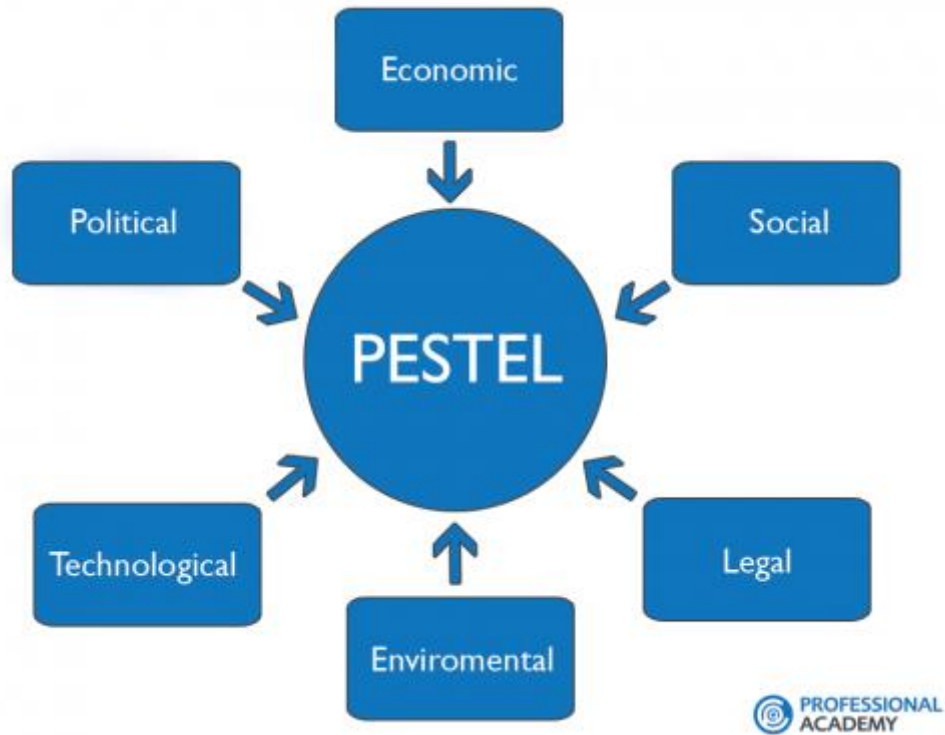 Economic
Political
Social
PESTEL
Technological
Legal
Enviromental
PROFESSIONAL
ACADEMY